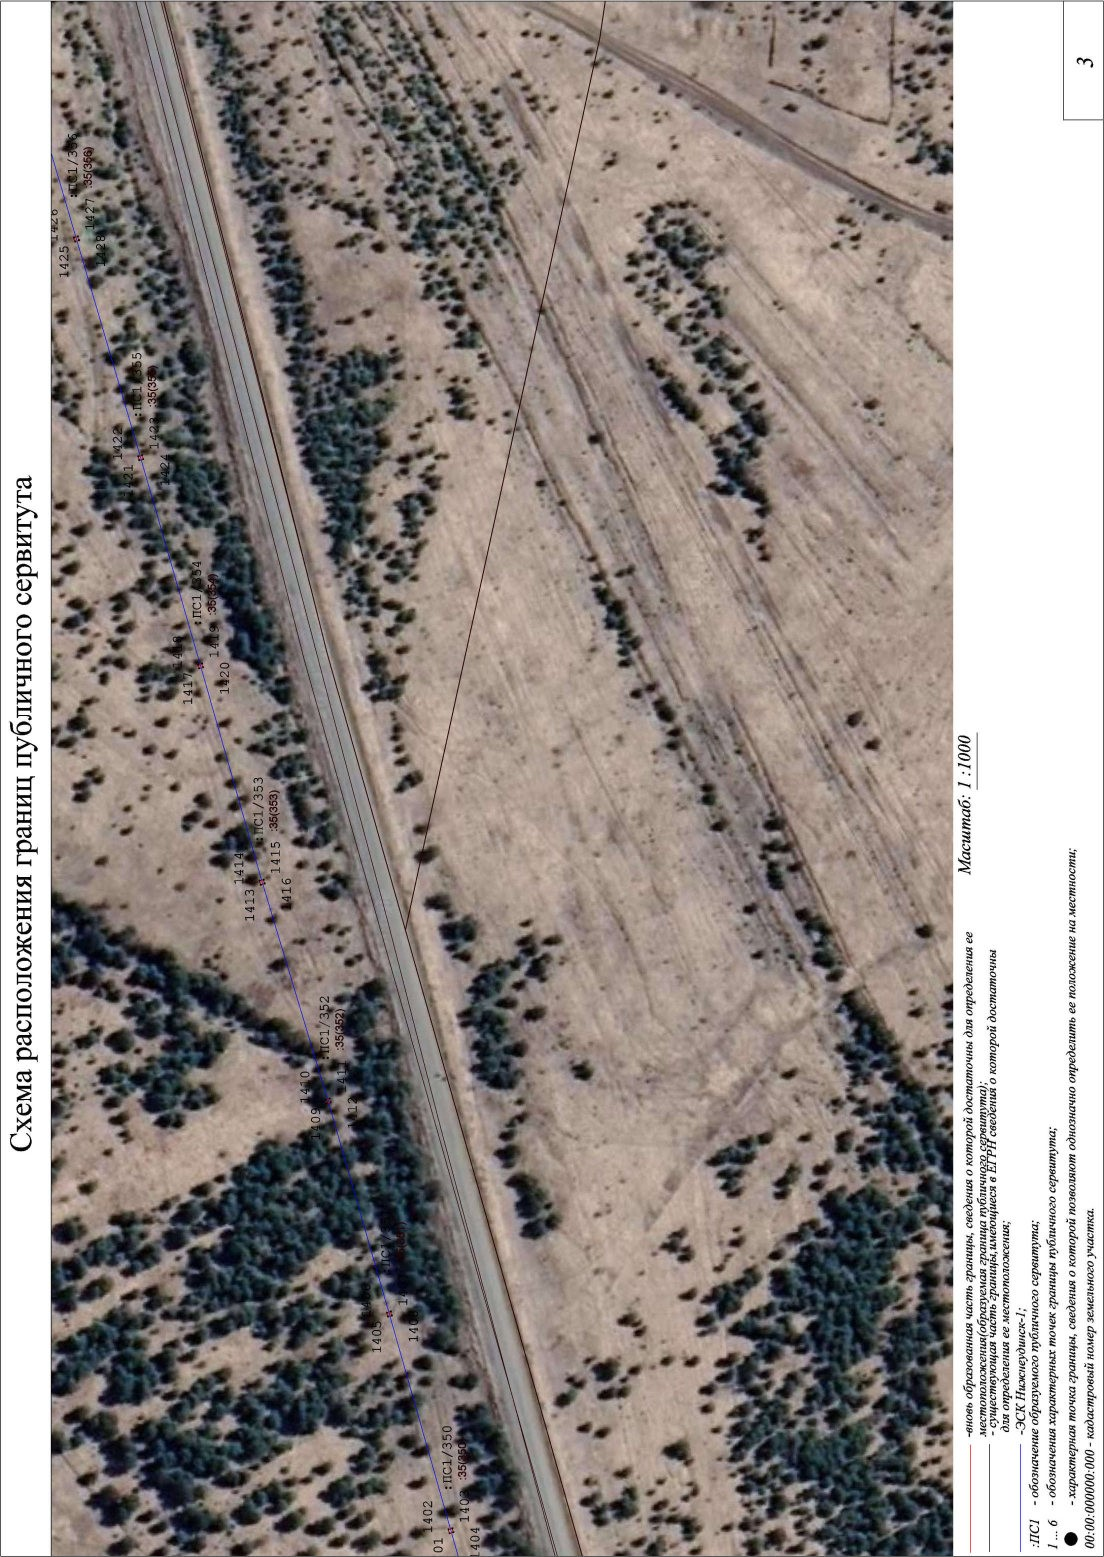 Схема расположения границ публичного сервитута
1402
:ПС1/350
1403
1404
1405
1409
1410
:ПС1/352
:35(352)
1413
1414
:ПС1/353
:35(353)
1415
1416
1417
1418
:ПС1/354
:35(354)
1419
1420
1421
1422
:ПС1/355
1424
1425
1426
:35(356)
1427
1428
Масштаб: 1:1000
-вновь образованная часть границы, сведения о которой достаточны для определения ее
местоположения(образуемая граница публичного сервитута);
- существующая часть границы,имеющиеся в ЕГРН сведения о которой достаточны
для определения ее местоположения;
-ЭСК Нижнеудинск-1;
:ПС1 - обозначение образуемого публичного сервитута;
1 ... 6 - обозначения характерных точек границы публичного сервитута;
- характерная точка границы, сведения о которой позволяют однозначно определить ее положение на местности;
00:00:000000:000 - кадастровый номер земельного участка.
3